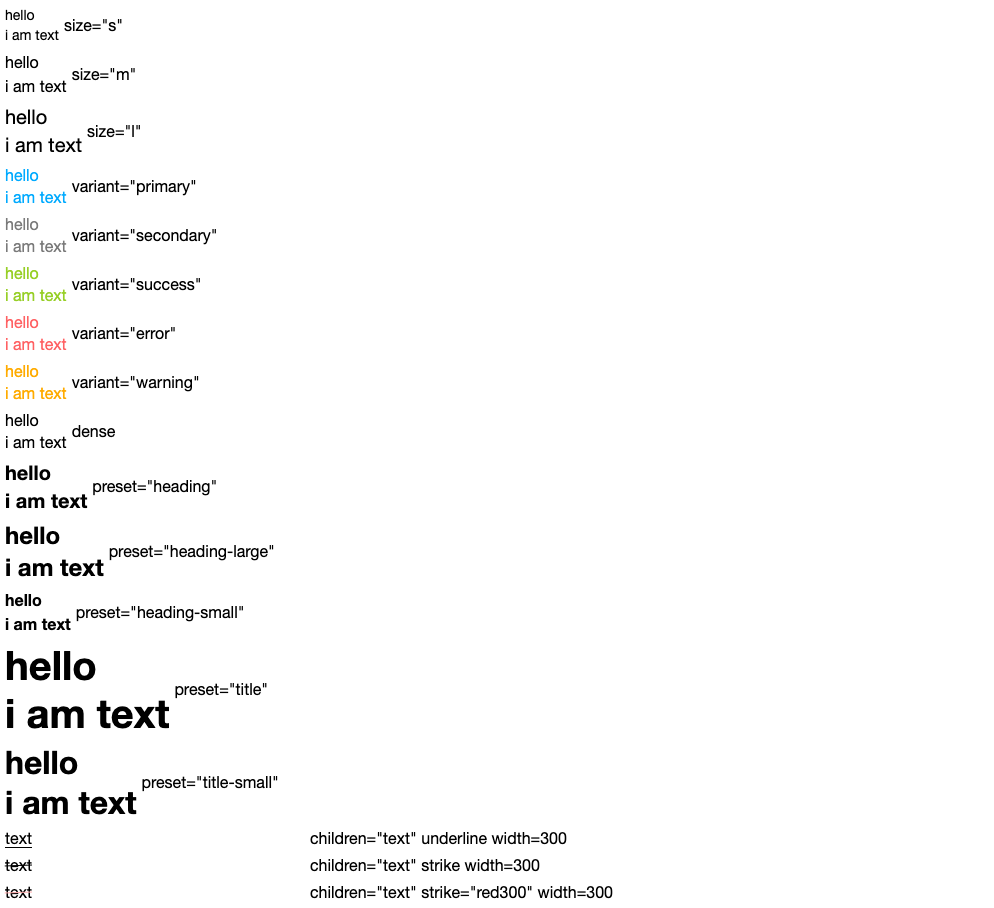 hello
i am text size="s"
hello
i am text size="m"
hello
i am text size="l"
hello
i am text variant="primary"
hello
i am text variant="secondary"
hello
i am text variant="success"
hello
i am text variant="error"
hello
i am text variant="warning"
hello
i am text dense
hello
i am text preset="heading"
hello
i am text preset="heading-large"
hello
i am text preset="heading-small"
hello
i am text preset="title"
hello
i am text preset="title-small"
text children="text" underline width=300
text children="text" strike width=300
text children="text" strike="red300" width=300